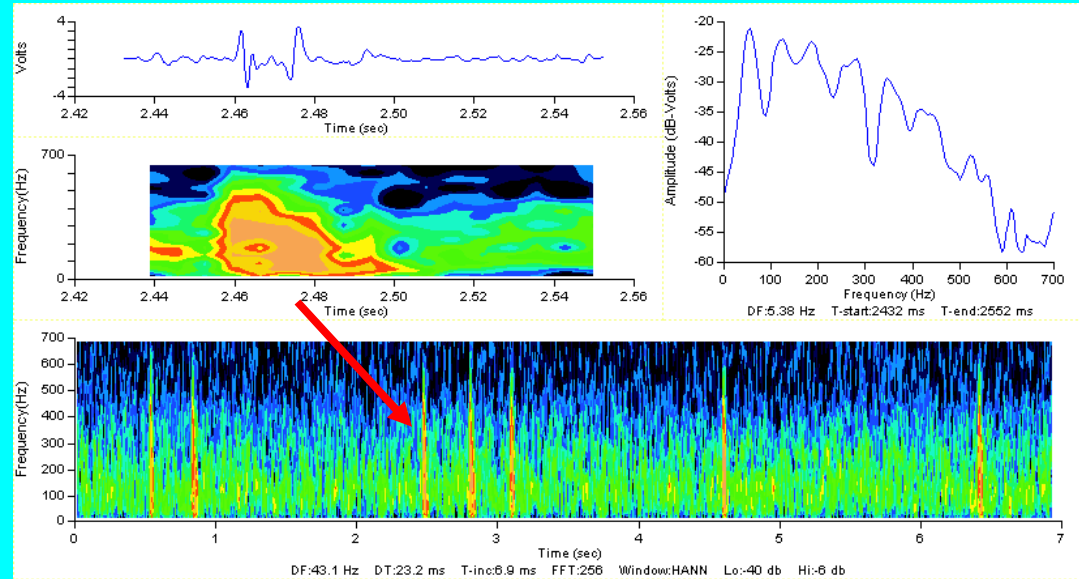 4
Volts
-4
2.42 2.44 2.46 2.48 2.50 2.52 2.54 2.56
Time (sec)
700
Frequency(Hz)
0
2.42 2.44 2.46 2.48 2.50 2.52 2.54 2.56
Time (sec)
-20
-25
-30
-35
Amplitude (dB-Volts)
-45
-50
-55
-60
0 100 200 300 400 500 600 700
Frequency (Hz)
DF:5.38 Hz T-start:2432 ms T-end:2552 ms
700
600
500
400
Frequency(Hz)
300
200
100
0
0 1 2 3 4 5 6 7
Time (sec)
DF:43.1 Hz DT:23.2 ms T-inc:6.9 ms FFT:256 Window:HANN Lo:-40 db Hi:-6 db